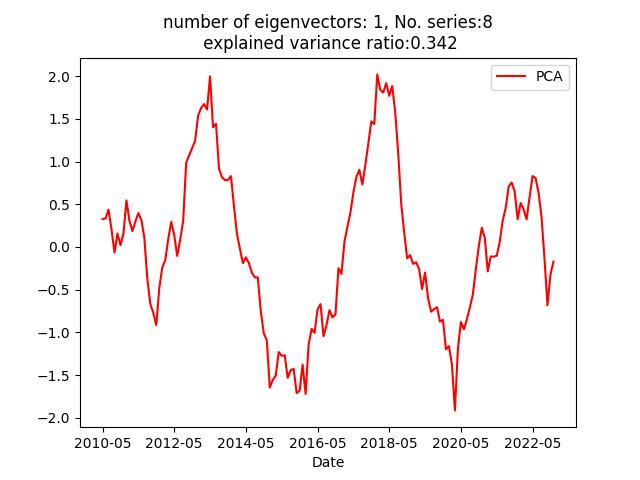 number of eigenvectors: 1, No. series:8
explained variance ratio:0.342
PCA
2.0
1.5
1.0
0.5
0.0
−0.5
−1.0
−1.5
−2.0
2010-05 2012-05 2014-05 2016-05 2018-05 2020-05 2022-05
Date